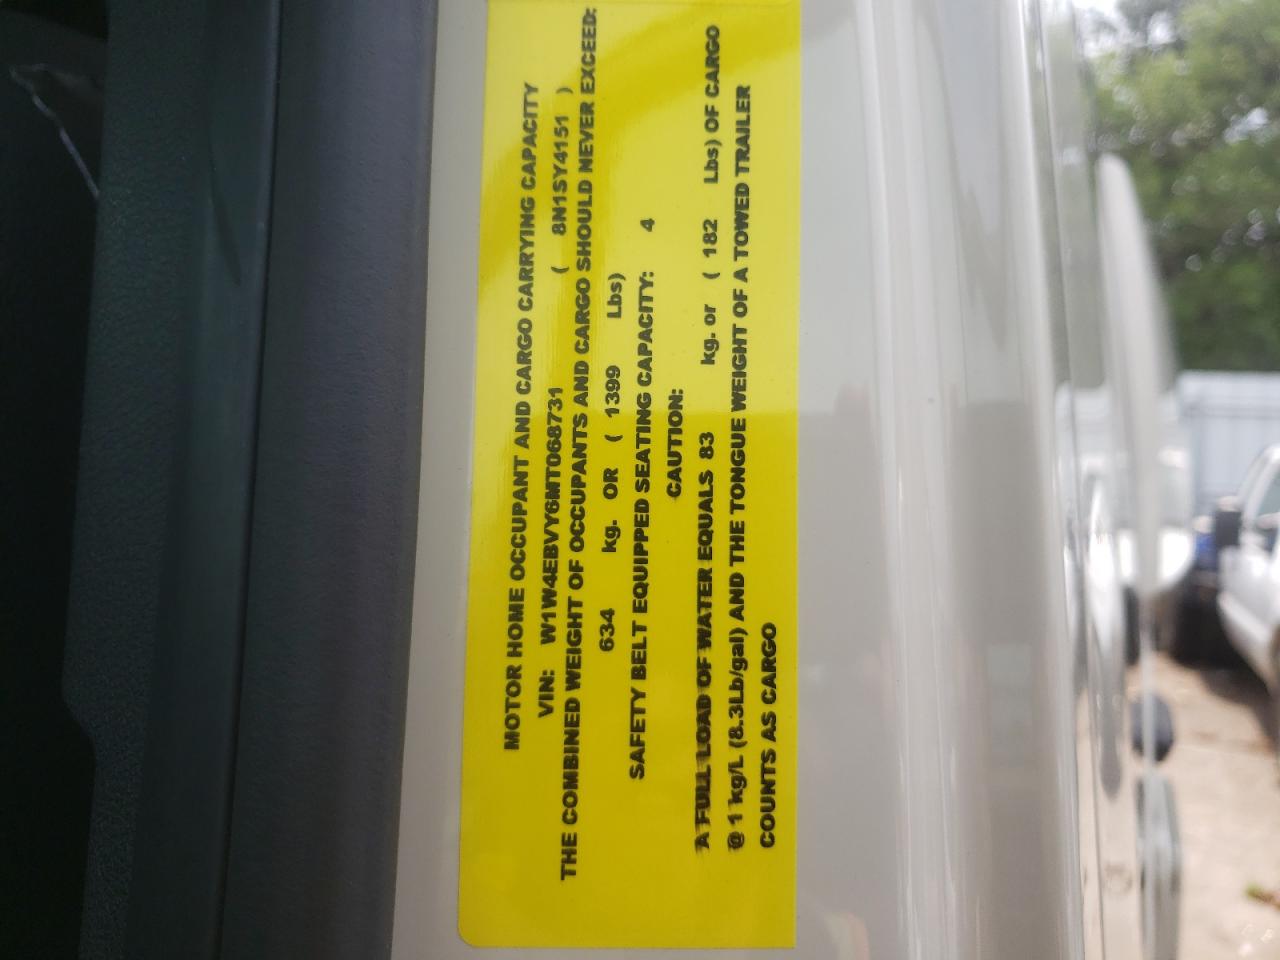 MOTOR HOME OCCUPANT AND CARGO CARRYING CAPACITY
VIN: W1W4EBVY6MT068731 ( 8N1SY4151 )
THE COMBINED WEIGHT OF OCCUPANTS AND CARGO SHOULD NEVER EXCEED:
634 kg. OR ( 1399 Lbs)
SAFETY BELT EQUIPPED SEATING CAPACITY: 4
CAUTION:
A FULL LOAD OF WATER EQUALS 83 kg. or ( 182 Lbs) OF CARGO
@ 1 kg/L (8.3Lb/gal) AND THE TONGUE WEIGHT OF A TOWED TRAILER
COUNTS AS CARGO